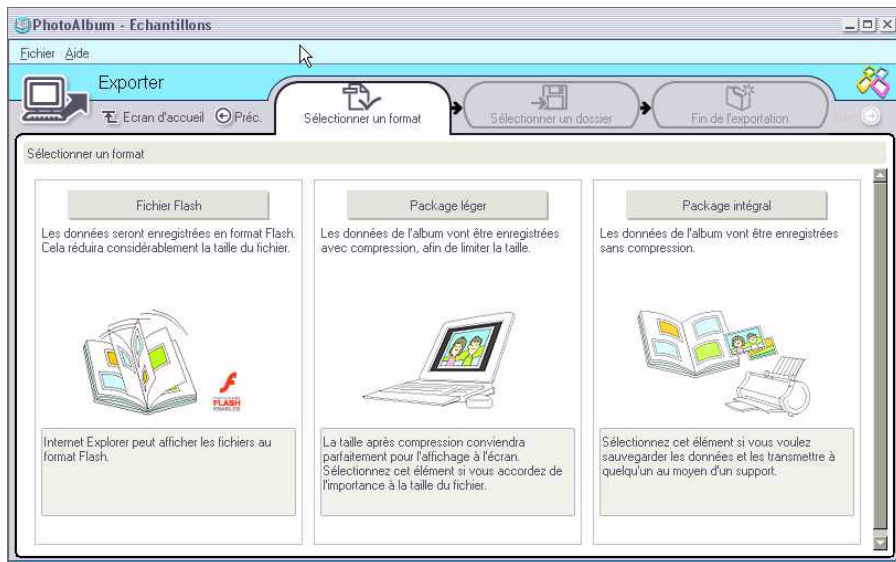 PhotoAlbum - Echantillons
Fichier Aide
Exporter
Ecran d'accueil Préc.
Sélectionner un format
Sélectionner un dossier
Fin de l'exportation
Sélectionner un format
Fichier Flash
Les données seront enregistrées en format Flash.
Cela réduira considérablement la taille du fichier.
FLASH
Internet Explorer peut afficher les fichiers au
format Flash.
Package léger
Les données de l'album vont être enregistrées
avec compression, afin de limiter la taille.
La taille après compression conviendra
parfaitement pour l'affichage à l'écran.
Sélectionnez cet élément si vous accordez de
l'importance à la taille du fichier.
Package intégral
Les données de l'album vont être enregistrées
sans compression.
Sélectionnez cet élément si vous voulez
sauvegarder les données et les transmettre à
quelqu'un au moyen d'un support.